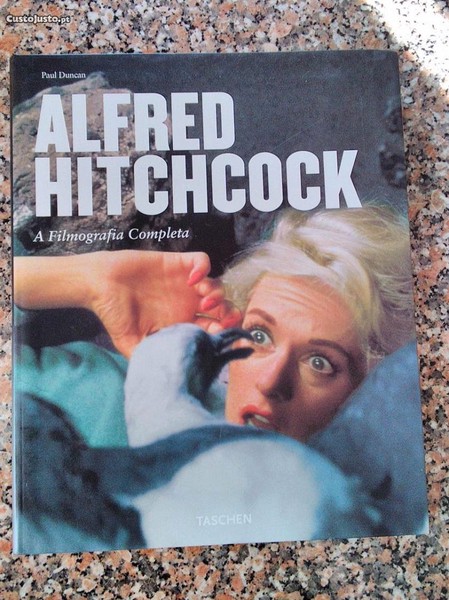 CustoJusto.pt
Paul Duncan
ALFRED
HITCHCOCK
A Filmografia Completa
TASCHEN